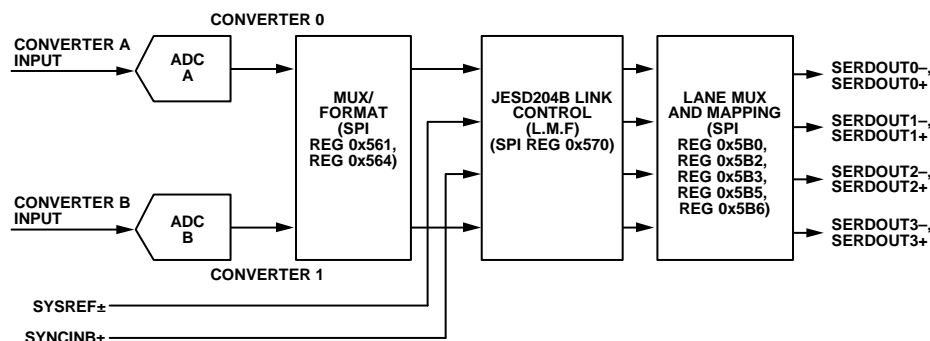 CONVERTER 0
CONVERTER A
INPUT
ADC
A
MUX/
FORMAT
(SPI
REG 0x561,
REG 0x564)
JESD204B LINK
CONTROL
(L.M.F)
(SPI REG 0x570)
LANE MUX
AND MAPPING
(SPI
REG 0x5B0,
REG 0x5B2,
REG 0x5B3,
REG 0x5B5,
REG 0x5B6)
SERDOUT0–,
SERDOUT0+
SERDOUT1–,
SERDOUT1+
SERDOUT2–,
SERDOUT2+
SERDOUT3–,
SERDOUT3+
CONVERTER B
INPUT
ADC
B
CONVERTER 1
SYSREF±
SYNCINB±